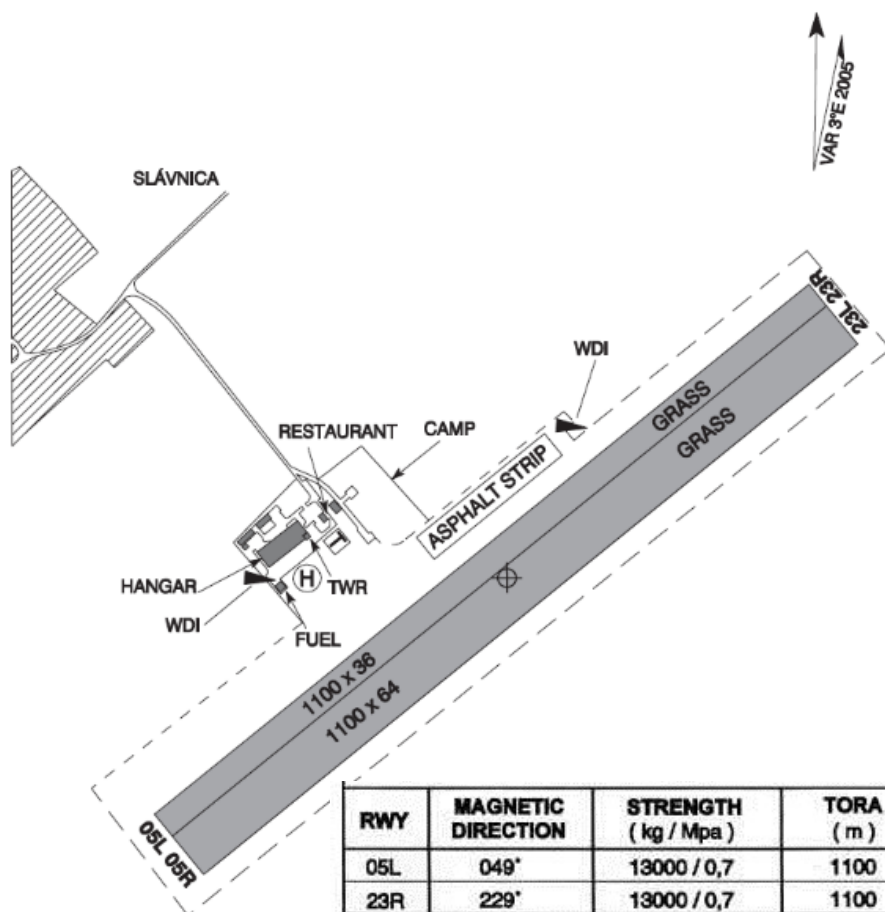 VAR 3°E 2005
SLÁVNICA
23L 23R
WDI
GRASS
GRASS
RESTAURANT
CAMP
ASPHALT STRIP
T
HANGAR
H
TWR
WDI
FUEL
1100 x 36
1100 x 64
05L 05R
RWY MAGNETIC DIRECTION STRENGTH ( kg / Mpa ) TORA ( m )
05L 049° 13000 / 0,7 1100
23R 229° 13000 / 0,7 1100